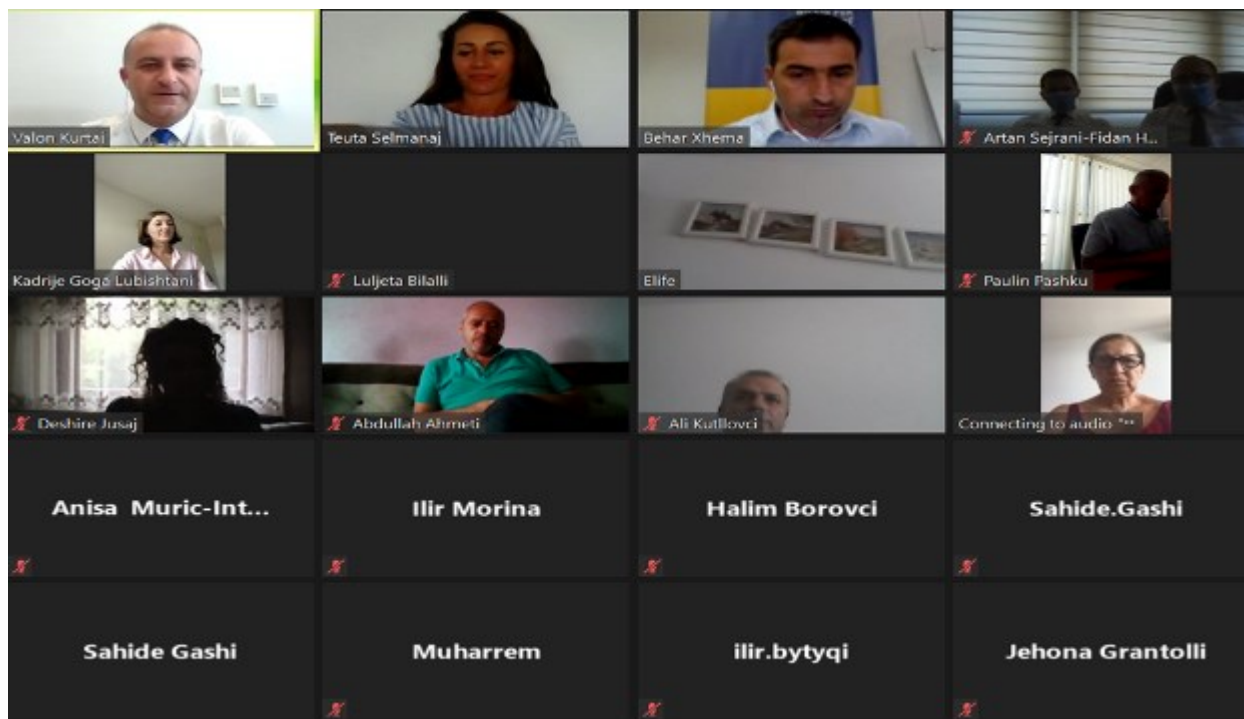 Valon Kurtaj
Teuta Selmanaj
Behar Xhema
Artan Sejrani-Fidan H...
Kadrije Goga Lubishtani
Luljeta Bilalli
Elife
Paulin Pashku
Deshire Jusaj
Abdullah Ahmeti
Ali Kutllovci
Connecting to audio
Anisa Muric-Int...
Ilir Morina
Halim Borovci
Sahide.Gashi
Sahide Gashi
Muharrem
ilir.bytyqi
Jehona Grantolli